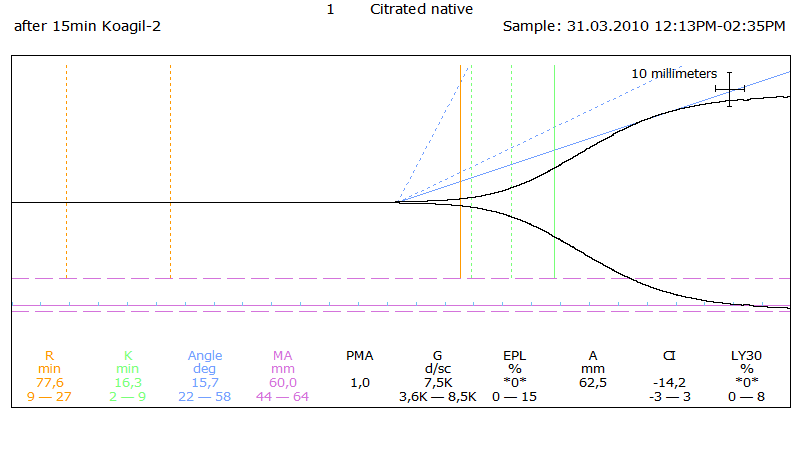 1 Citrated native
after 15min Koagil-2 Sample: 31.03.2010 12:13PM-02:35PM
10 millimeters
R K Angle MA PMA G EPL A CI LY30
min min deg mm d/sc % mm %
77,6 16,3 15,7 60,0 1,0 7,5K *0* 62,5 -14,2 *0*
9 — 27 2 — 9 22 — 58 44 — 64 3,6K — 8,5K 0 — 15 -3 — 3 0 — 8